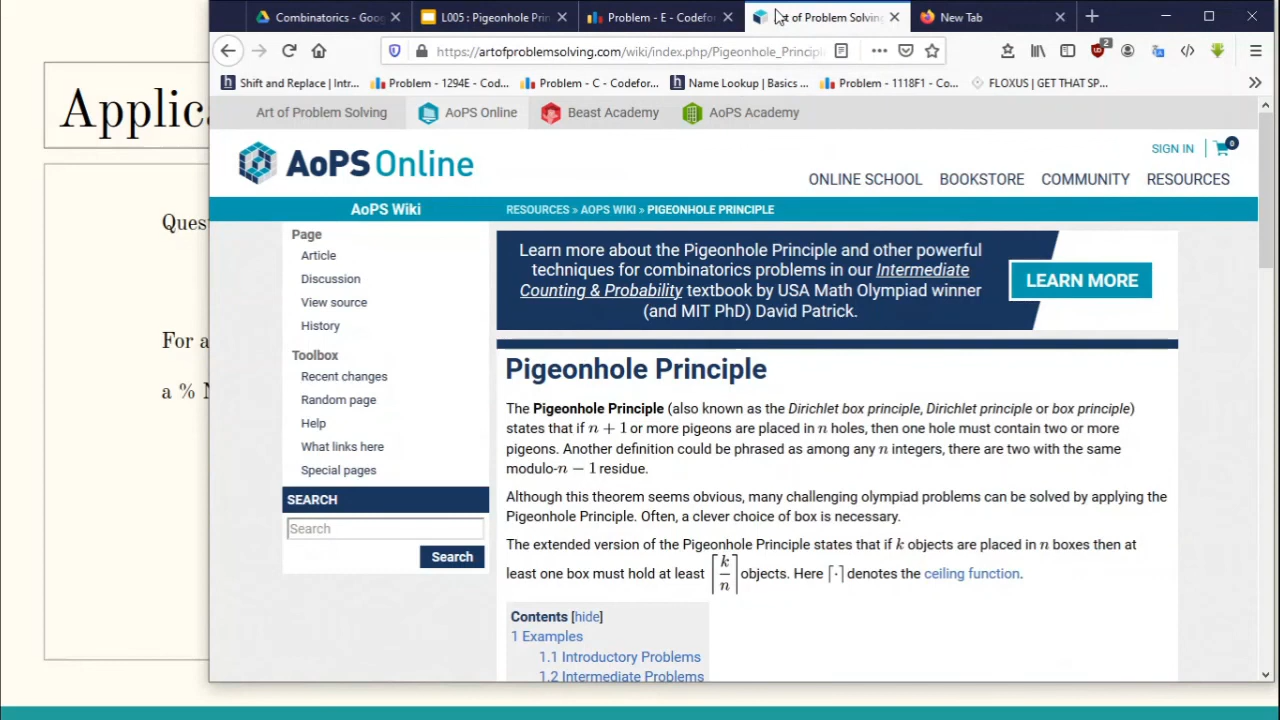 Combinatorics - Goog
L005 : Pigeonhole Prin
Problem - E - Codefo
Art of Problem Solving
New Tab
https://artofproblemsolving.com/wiki/index.php/Pigeonhole_Principl
2
Shift and Replace | Intr...
Problem - 1294E - Cod...
Problem - C - Codefor...
Name Lookup | Basics ...
Problem - 1118F1 - Co...
FLOXUS | GET THAT SP...
Art of Problem Solving
AoPS Online
Beast Academy
AoPS Academy
Applica
AoPS Online
SIGN IN
0
ONLINE SCHOOL
BOOKSTORE
COMMUNITY
RESOURCES
AoPS Wiki
RESOURCES » AOPS WIKI » PIGEONHOLE PRINCIPLE
Ques
For a
a %
Page
Article
Discussion
View source
History
Toolbox
Recent changes
Random page
Help
What links here
Special pages
SEARCH
Search
Search
Learn more about the Pigeonhole Principle and other powerful
techniques for combinatorics problems in our Intermediate
Counting & Probability textbook by USA Math Olympiad winner
(and MIT PhD) David Patrick.
LEARN MORE
Pigeonhole Principle
The Pigeonhole Principle (also known as the Dirichlet box principle, Dirichlet principle or box principle)
states that if n + 1 or more pigeons are placed in n holes, then one hole must contain two or more
pigeons. Another definition could be phrased as among any n integers, there are two with the same
modulo-n − 1 residue.
Although this theorem seems obvious, many challenging olympiad problems can be solved by applying the
Pigeonhole Principle. Often, a clever choice of box is necessary.
The extended version of the Pigeonhole Principle states that if k objects are placed in n boxes then at
least one box must hold at least ⌈k/n⌉ objects. Here ⌈·⌉ denotes the ceiling function.
Contents [hide]
1 Examples
1.1 Introductory Problems
1.2 Intermediate Problems